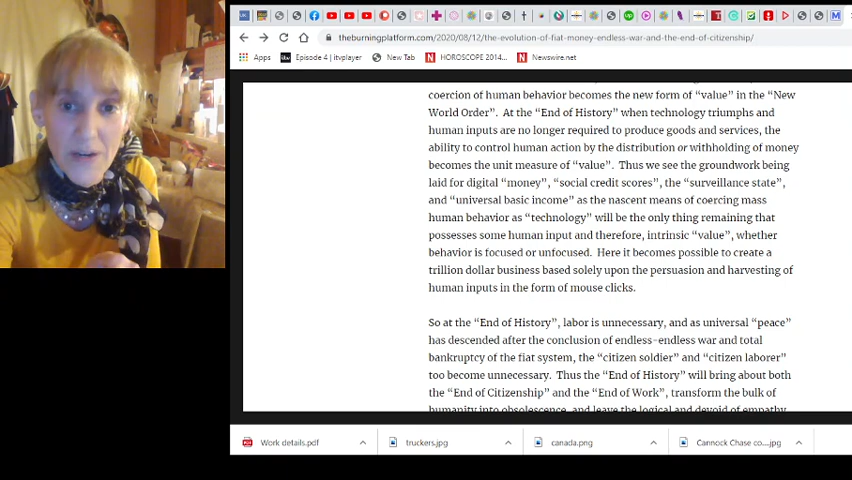 theburningplatform.com/2020/08/12/the-evolution-of-fiat-money-endless-war-and-the-end-of-citizenship/
Apps Episode 4 | itvplayer New Tab HOROSCOPE 2014... Newswire.net
coercion of human behavior becomes the new form of “value” in the “New
World Order”.  At the “End of History” when technology triumphs and
human inputs are no longer required to produce goods and services, the
ability to control human action by the distribution or withholding of money
becomes the unit measure of “value”.  Thus we see the groundwork being
laid for digital “money”, “social credit scores”, the “surveillance state”,
and “universal basic income” as the nascent means of coercing mass
human behavior as “technology” will be the only thing remaining that
possesses some human input and therefore, intrinsic “value”, whether
behavior is focused or unfocused.  Here it becomes possible to create a
trillion dollar business based solely upon the persuasion and harvesting of
human inputs in the form of mouse clicks.
So at the “End of History”, labor is unnecessary, and as universal “peace”
has descended after the conclusion of endless-endless war and total
bankruptcy of the fiat system, the “citizen soldier” and “citizen laborer”
too become unnecessary.  Thus the “End of History” will bring about both
the “End of Citizenship” and the “End of Work”, transform the bulk of
humanity into obsolescence, and leave the logical and devoid of empathy
Work details.pdf truckers.jpg canada.png Cannock Chase co....jpg